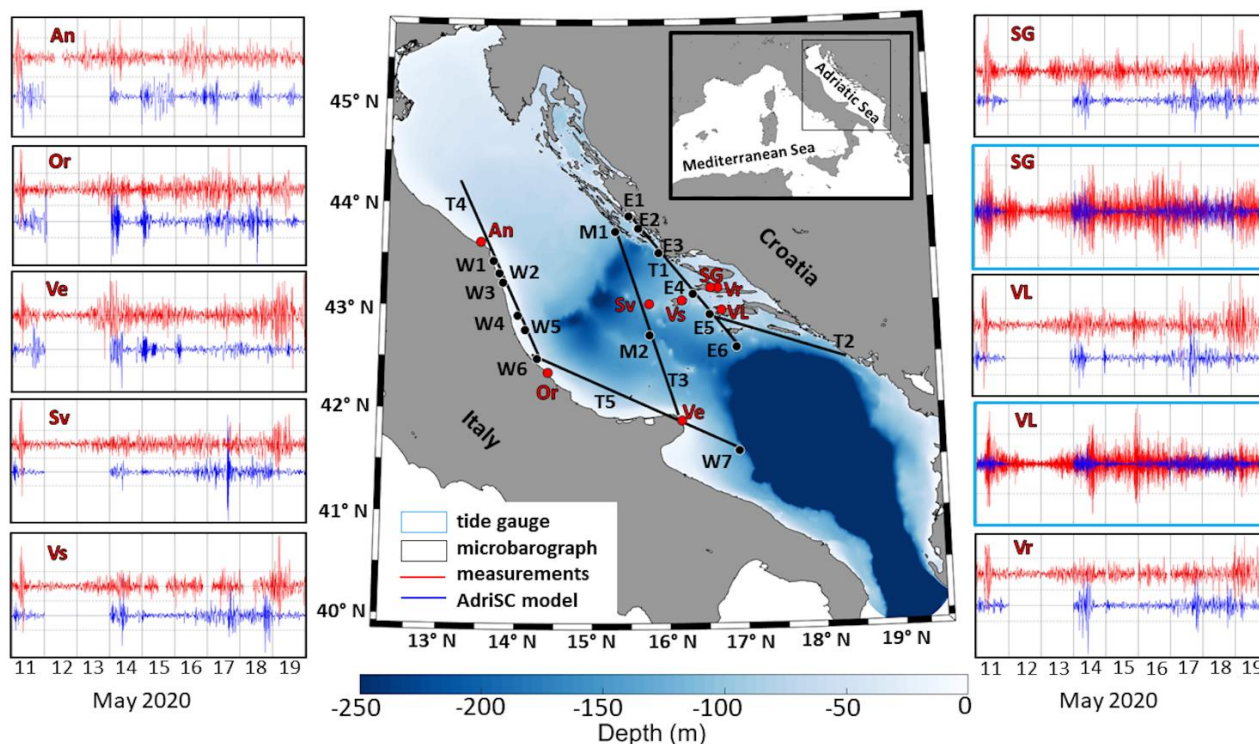 An
Or
Ve
Sv
Vs
11 12 13 14 15 16 17 18 19
May 2020
45° N
44° N
43° N
42° N
41° N
40° N
13° N 14° N 15° N 16° N 17° N 18° N 19° N
Mediterranean Sea
Adriatic Sea
Croatia
Italy
T4
An
W1
W2
W3
W4
W5
W6
Or
T5
M1
E1
E2
E3
T1
E4
SG
Vr
Sv
Vs
VL
E5
M2
E6
T2
T3
Ve
W7
tide gauge
microbarograph
measurements
AdriSC model
-250 -200 -150 -100 -50 0
Depth (m)
SG
SG
VL
VL
Vr
11 12 13 14 15 16 17 18 19
May 2020